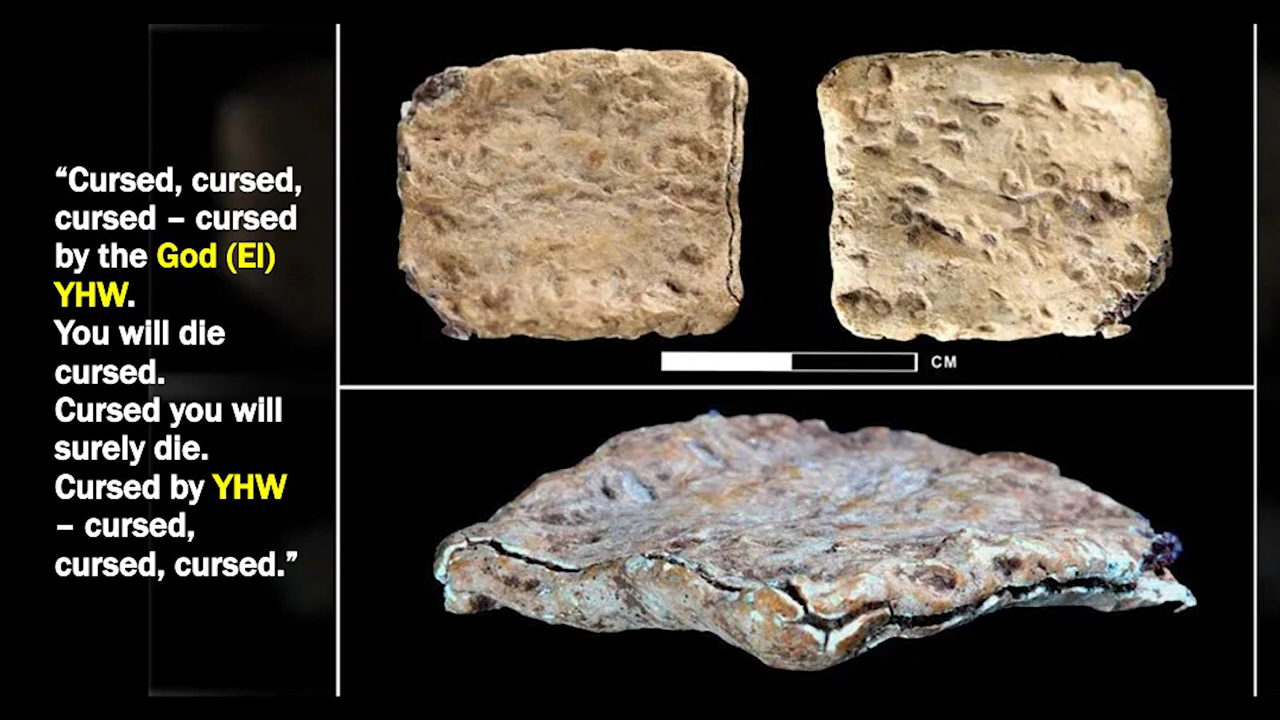 “Cursed, cursed,
cursed – cursed
by the God (El)
YHW.
You will die
cursed.
Cursed you will
surely die.
Cursed by YHW
– cursed,
cursed, cursed.”
CM